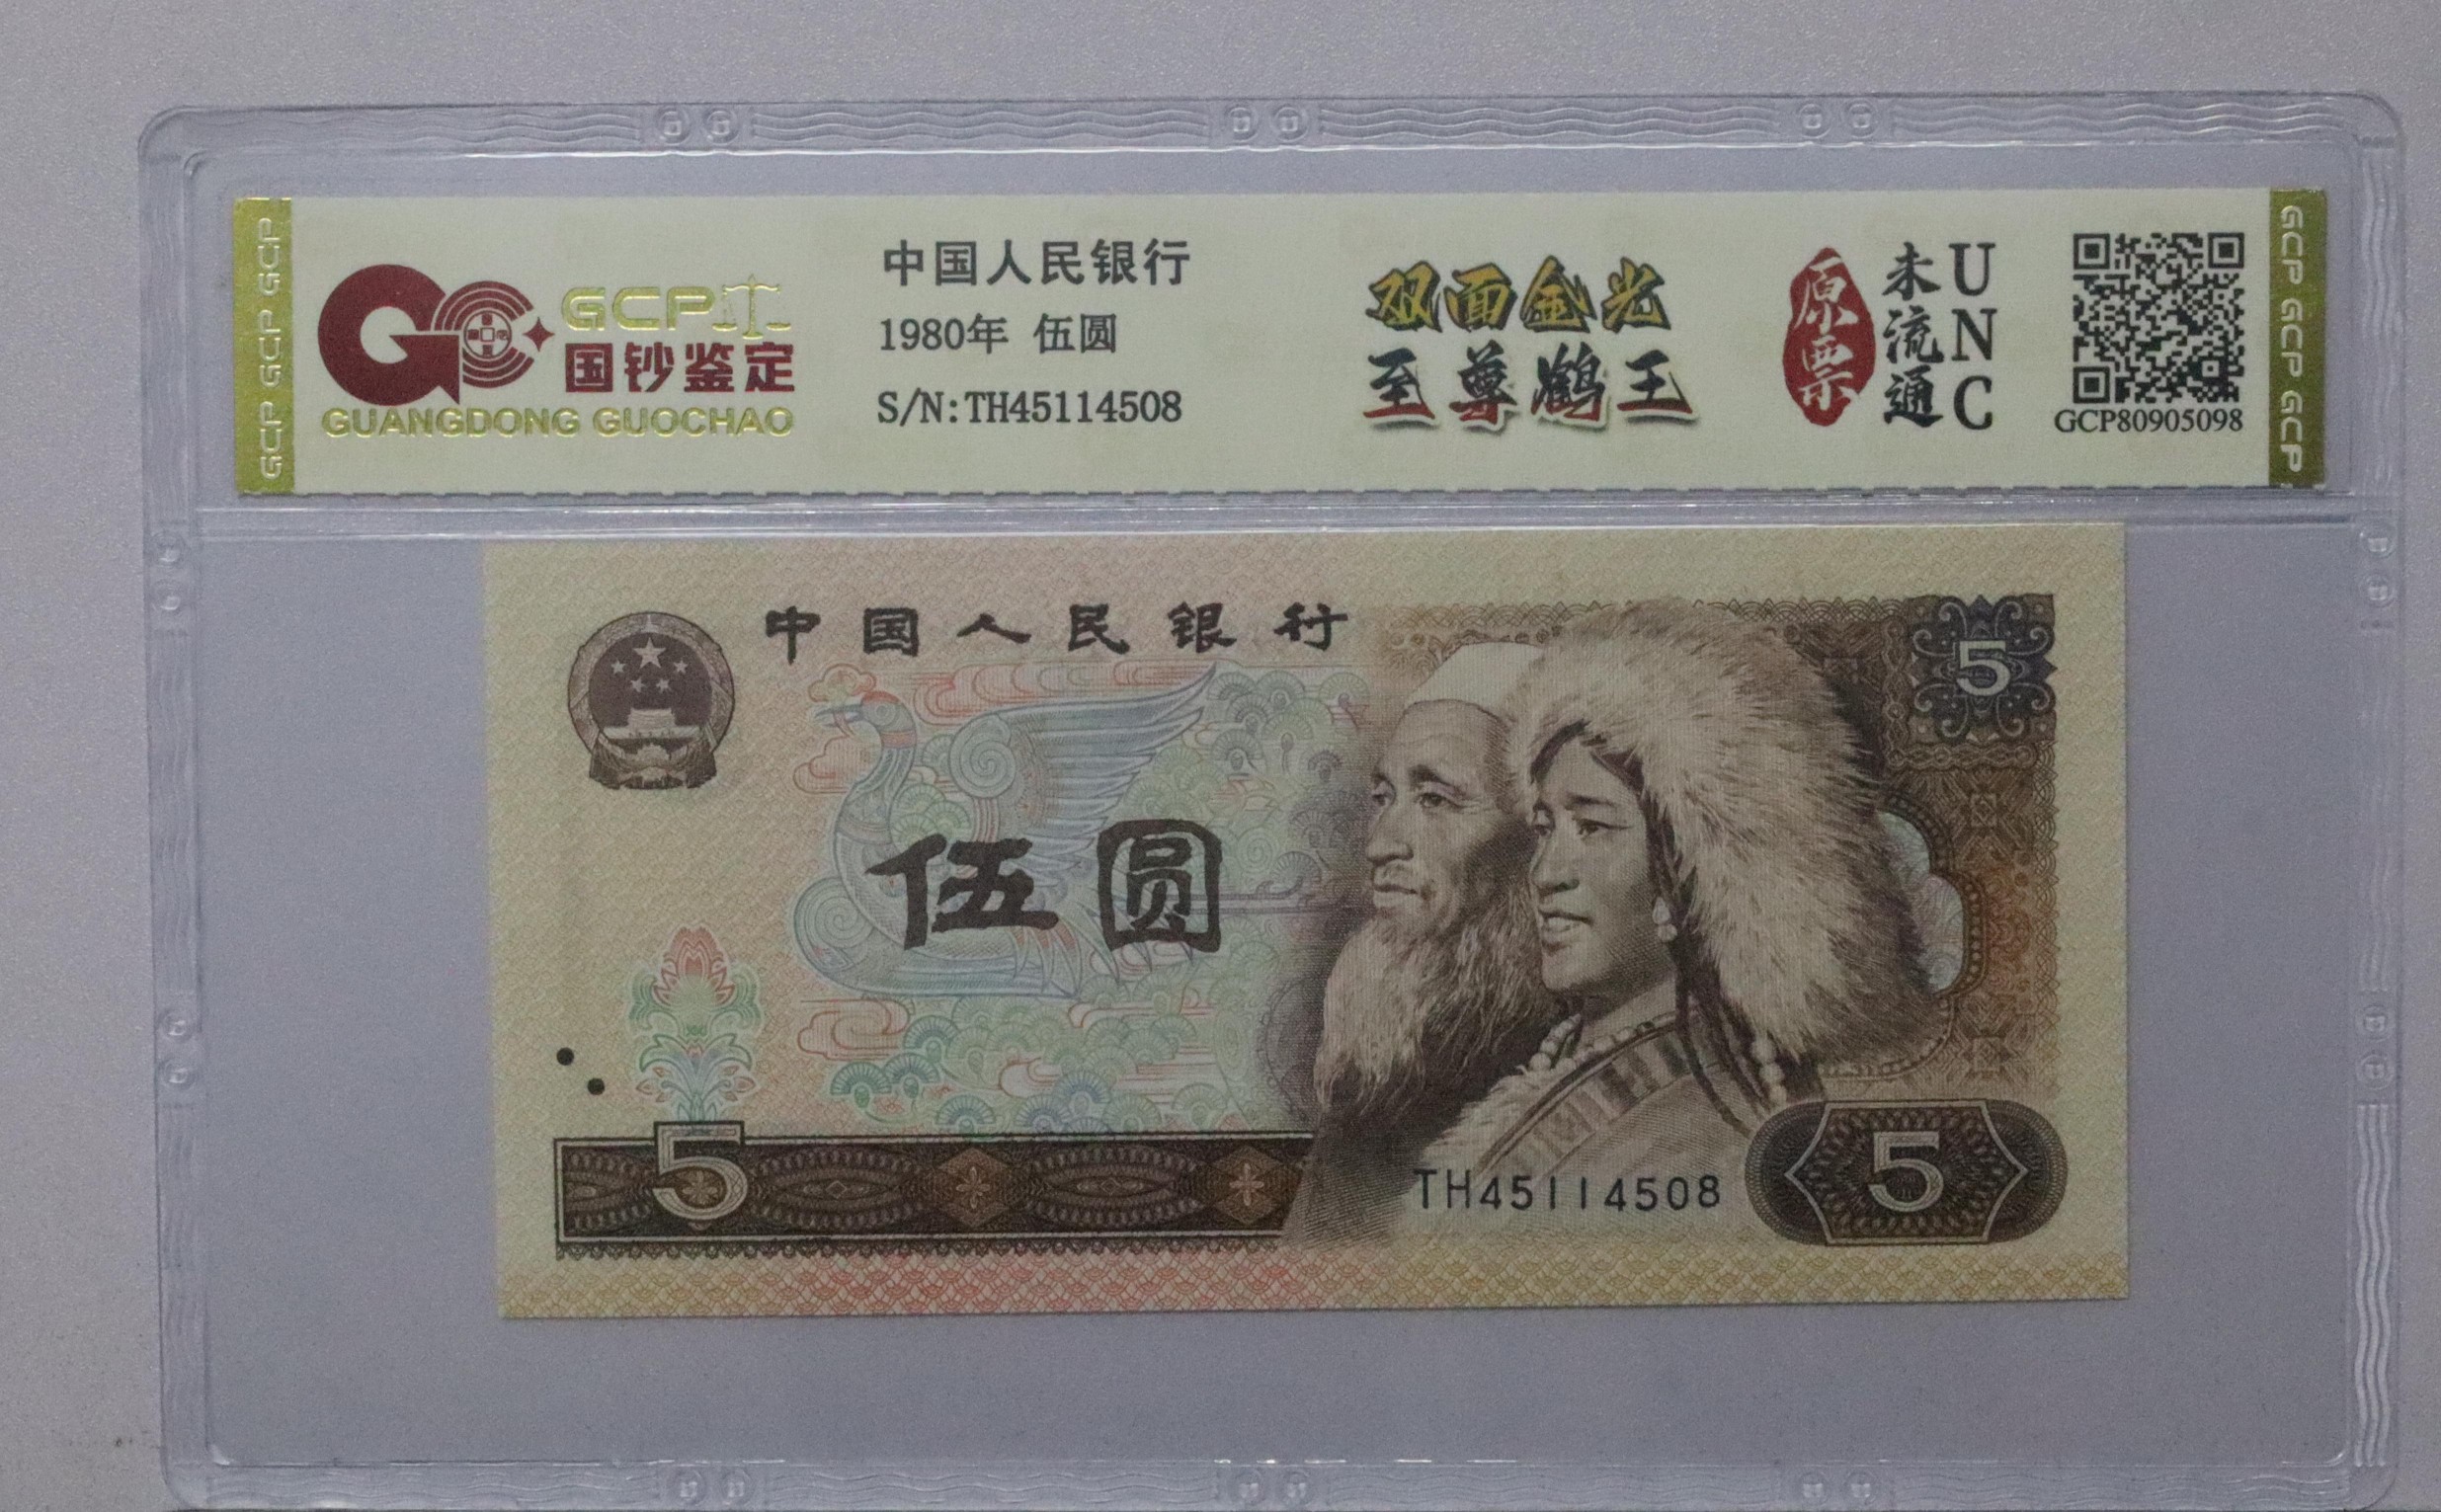 GCP GCP GCP
GCP
国钞鉴定
GUANGDONG GUOCHAO
中国人民银行
1980年 伍圆
S/N:TH45114508
双面金光
至尊鹤王
原票
未流通
UNC
GCP80905098
GCP GCP GCP
中国人民银行
5
伍圆
5
TH45114508
5